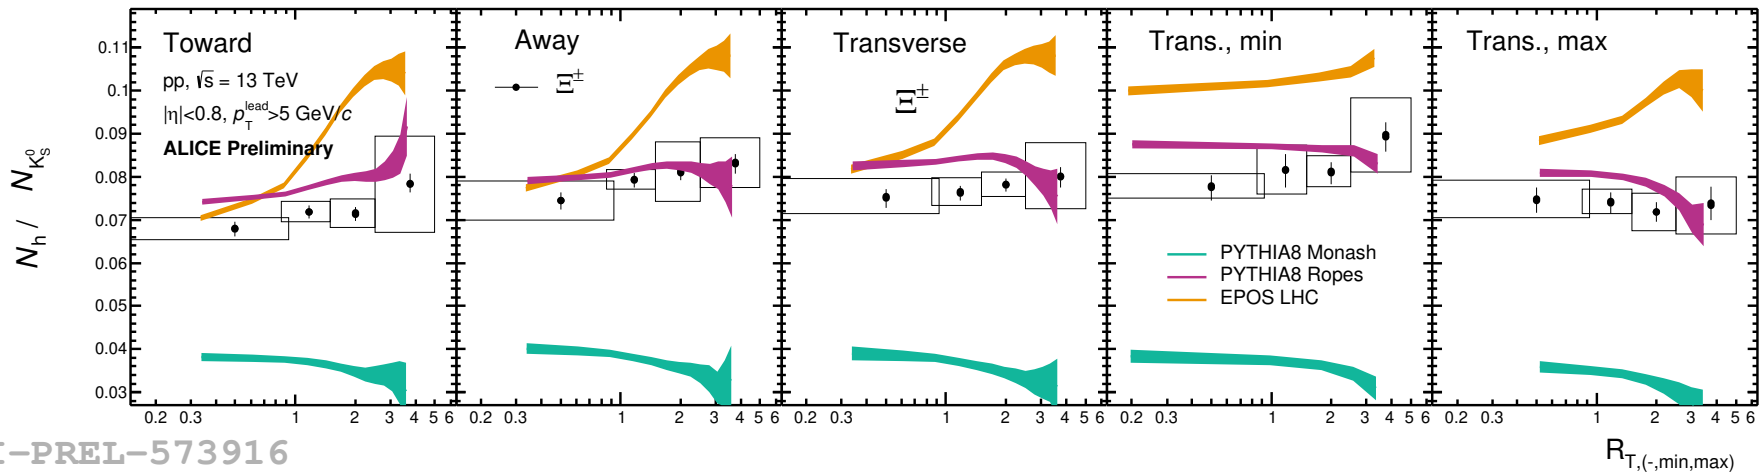 Toward
pp, √s = 13 TeV
|η|<0.8, p_T^lead>5 GeV/c
ALICE Preliminary
Away
Ξ±
Transverse
Ξ±
Trans., min
PYTHIA8 Monash
PYTHIA8 Ropes
EPOS LHC
Trans., max
N_h / N_K_S^0
0.11
0.1
0.09
0.08
0.07
0.06
0.05
0.04
0.03
0.2 0.3 1 2 3 4 5 6
0.2 0.3 1 2 3 4 5 6
0.2 0.3 1 2 3 4 5 6
0.2 0.3 1 2 3 4 5 6
0.2 0.3 1 2 3 4 5 6
R_T,(-,min,max)
I-PREL-573916